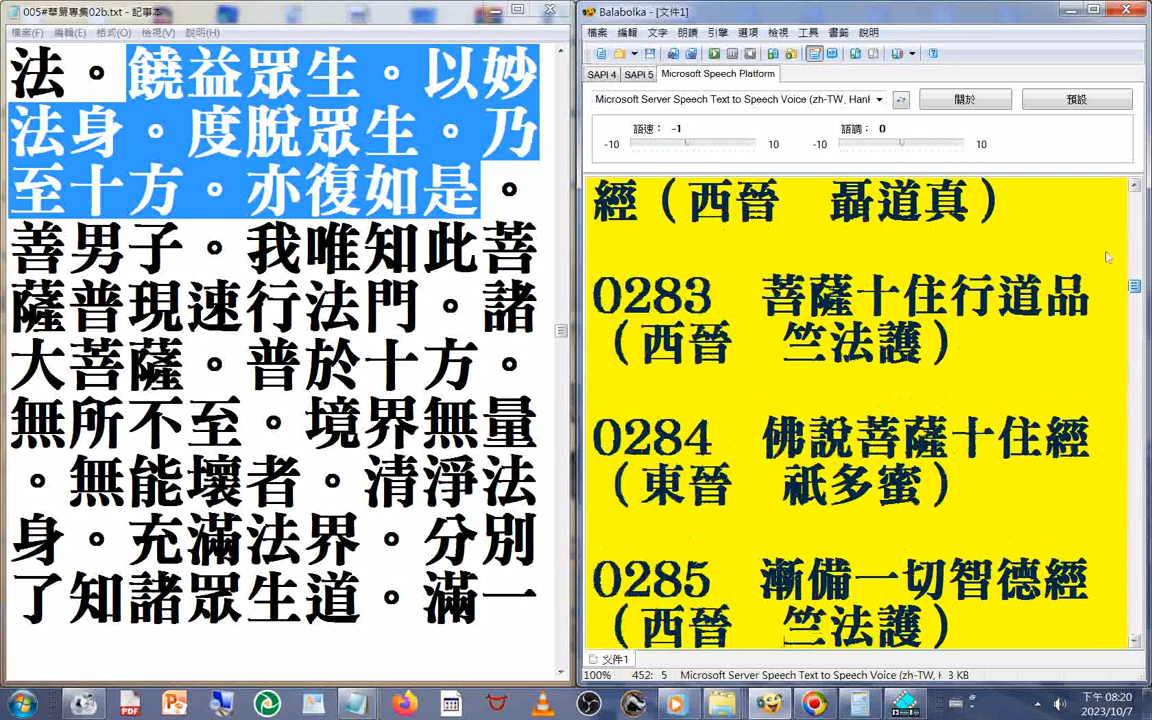 005#華嚴專集02b.txt - 記事本
檔案(F) 編輯(E) 格式(O) 檢視(V) 說明(H)
法。饒益眾生。以妙
法身。度脫眾生。乃
至十方。亦復如是。
善男子。我唯知此菩
薩普現速行法門。諸
大菩薩。普於十方。
無所不至。境界無量
。無能壞者。清淨法
身。充滿法界。分別
了知諸眾生道。滿一
Balabolka - [文件1]
檔案 編輯 文字 朗讀 引擎 選項 檢視 工具 書籤 說明
SAPI 4 SAPI 5 Microsoft Speech Platform
Microsoft Server Speech Text to Speech Voice (zh-TW, Hanl
關於 預設
語速: -1 語調: 0
-10 10 -10 10
經（西晉　聶道真）
0283　菩薩十住行道品
（西晉　竺法護）
0284　佛說菩薩十住經
（東晉　祇多蜜）
0285　漸備一切智德經
（西晉　竺法護）
文件1
100% 452: 5 Microsoft Server Speech Text to Speech Voice (zh-TW, H 3 KB
下午 08:20
2023/10/7